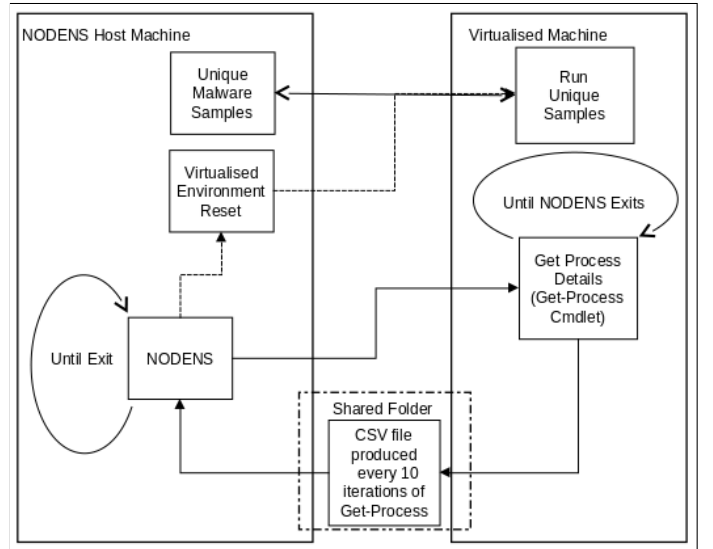 NODENS Host Machine
Virtualised Machine
Unique
Malware
Samples
Run
Unique
Samples
Virtualised
Environment
Reset
Until NODENS Exits
Get Process
Details
(Get-Process
Cmdlet)
Until Exit
NODENS
Shared Folder
CSV file
produced
every 10
iterations of
Get-Process